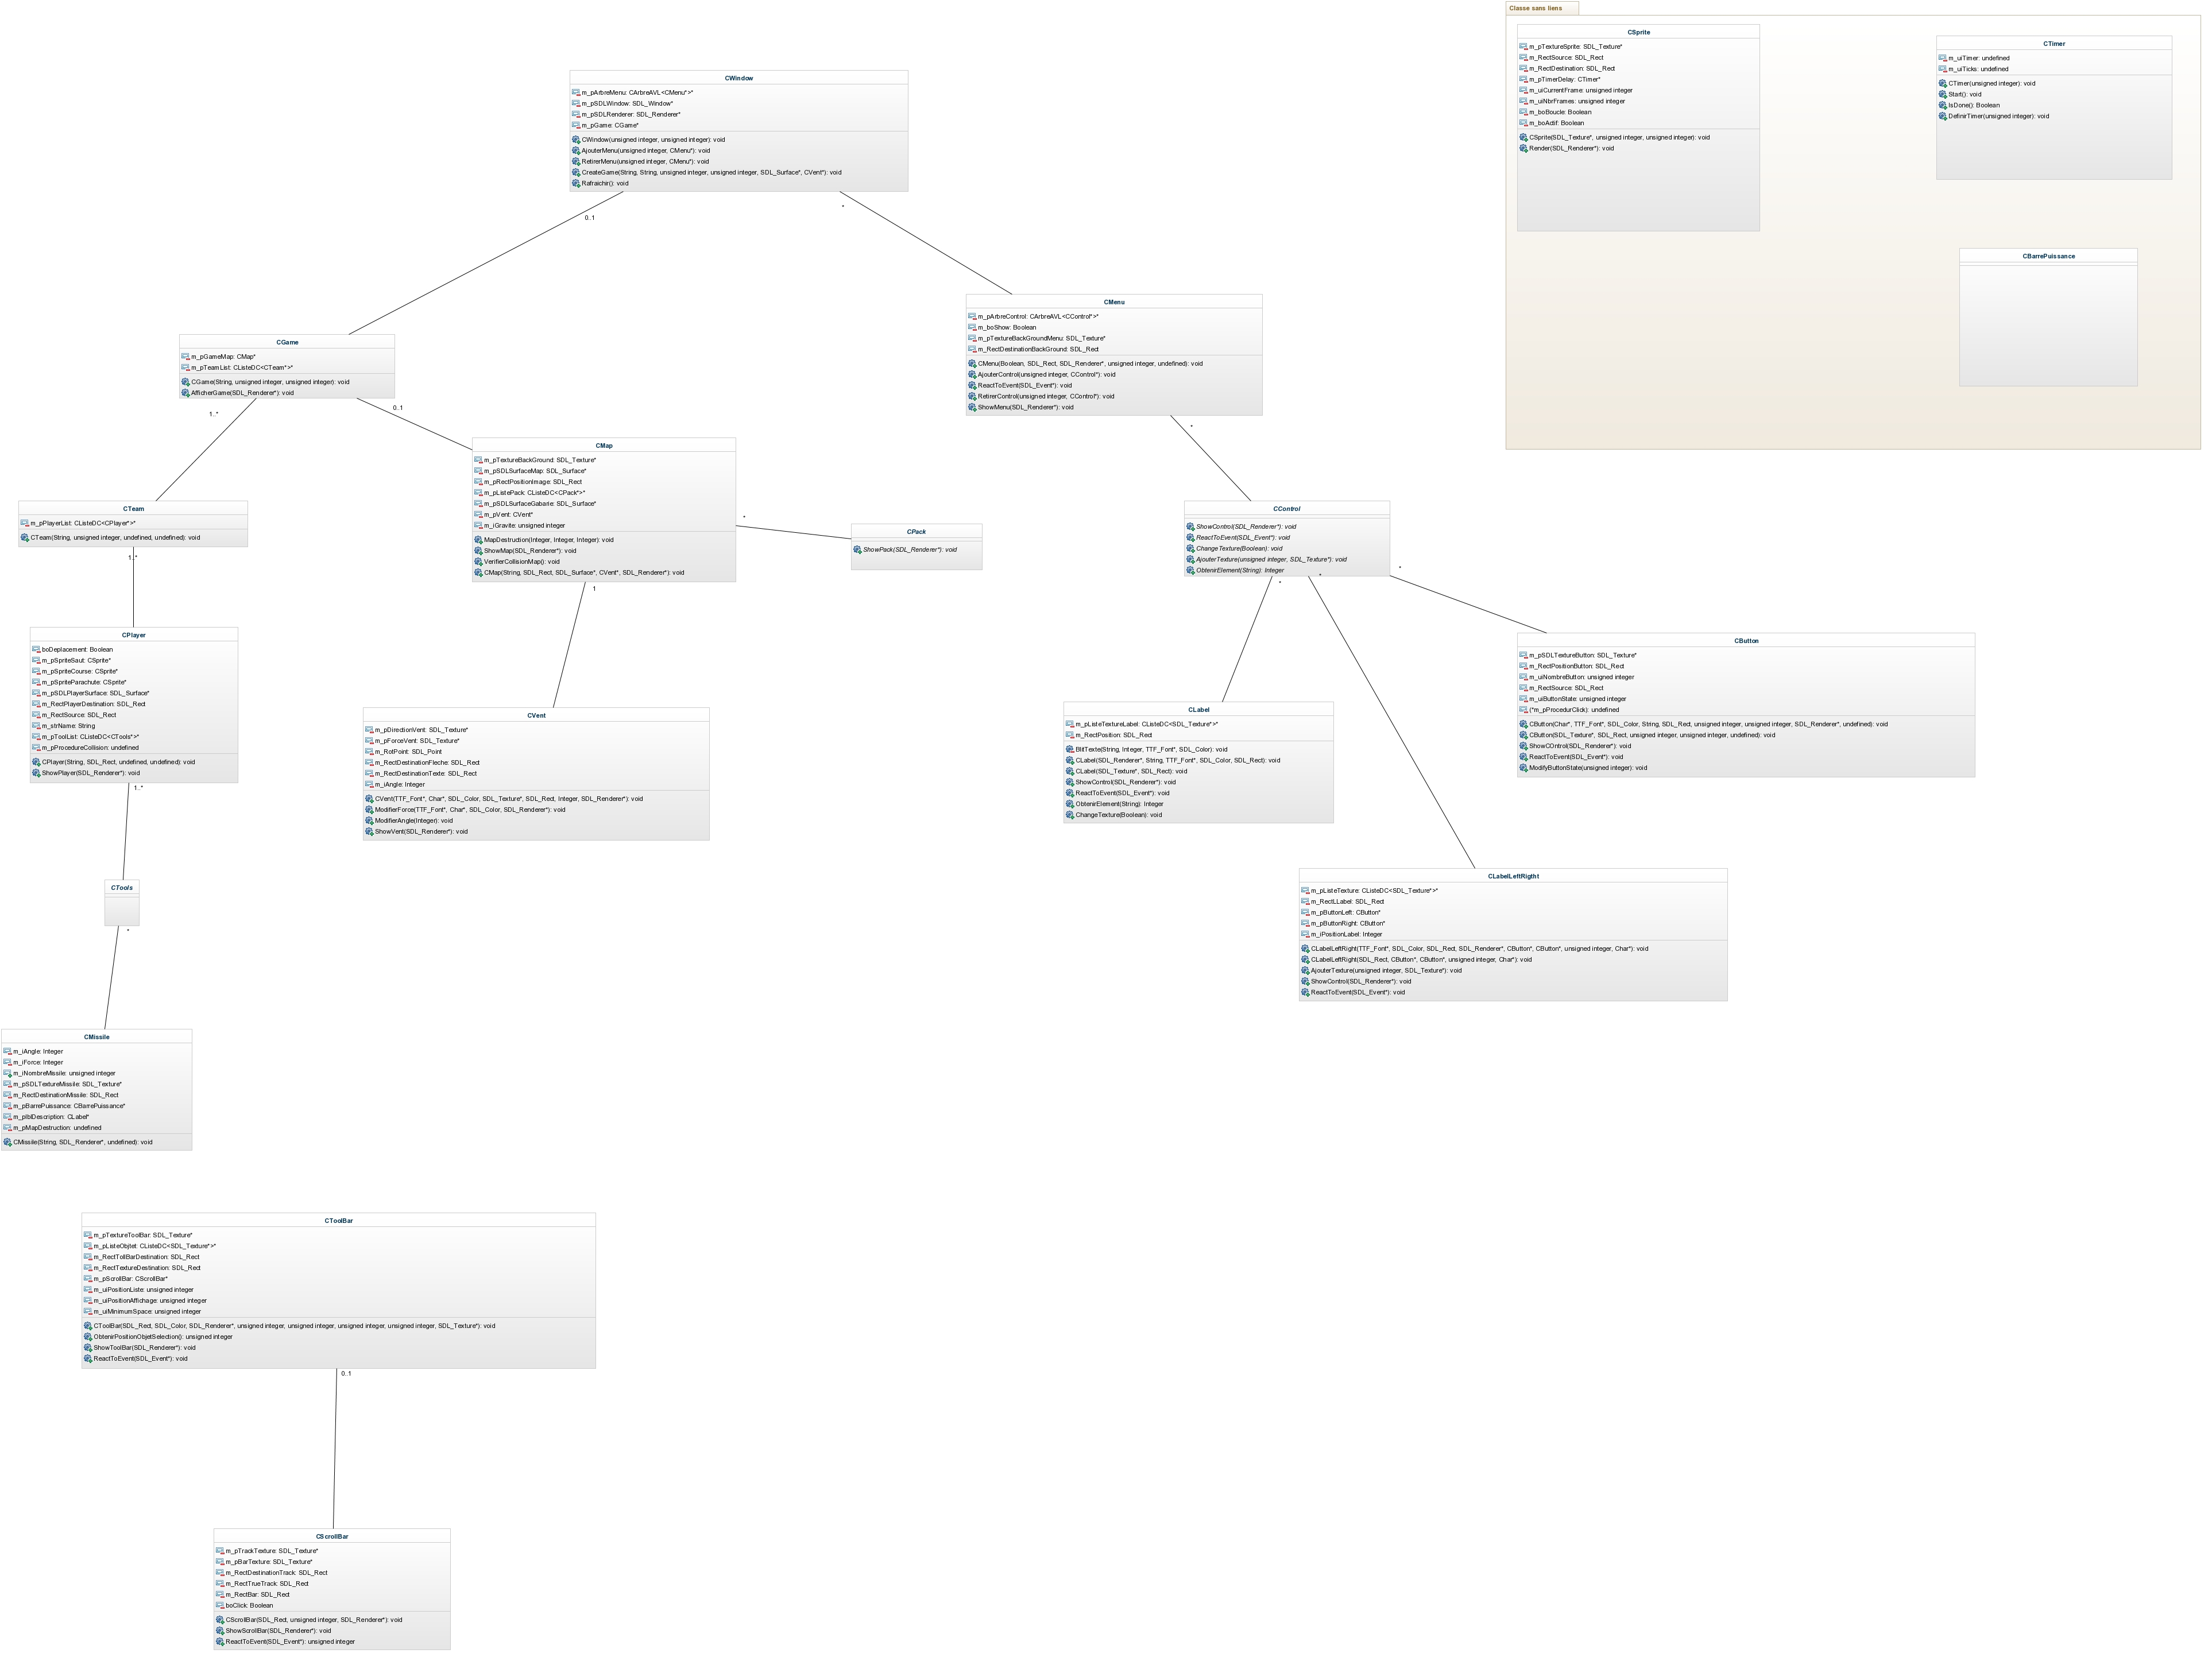 Classe sans liens
CSprite
m_pTextureSprite: SDL_Texture*
m_RectSource: SDL_Rect
m_RectDestination: SDL_Rect
m_pTimerDelay: CTimer*
m_uiCurrentFrame: unsigned integer
m_uiNbrFrames: unsigned integer
m_boBoucle: Boolean
m_boActif: Boolean
CSprite(SDL_Texture*, unsigned integer, unsigned integer): void
Render(SDL_Renderer*): void
CTimer
m_uiTimer: undefined
m_uiTicks: undefined
CTimer(unsigned integer): void
Start(): void
IsDone(): Boolean
DefinirTimer(unsigned integer): void
CBarrePuissance
CWindow
m_pArbreMenu: CArbreAVL<CMenu*>*
m_pSDLWindow: SDL_Window*
m_pSDLRenderer: SDL_Renderer*
m_pGame: CGame*
CWindow(unsigned integer, unsigned integer): void
AjouterMenu(unsigned integer, CMenu*): void
RetirerMenu(unsigned integer, CMenu*): void
CreateGame(String, String, unsigned integer, unsigned integer, SDL_Surface*, CVent*): void
Rafraichir(): void
0..1
*
CMenu
m_pArbreControl: CArbreAVL<CControl*>*
m_boShow: Boolean
m_pTextureBackGroundMenu: SDL_Texture*
m_RectDestinationBackGround: SDL_Rect
CMenu(Boolean, SDL_Rect, SDL_Renderer*, unsigned integer, undefined): void
AjouterControl(unsigned integer, CControl*): void
ReactToEvent(SDL_Event*): void
RetirerControl(unsigned integer, CControl*): void
ShowMenu(SDL_Renderer*): void
*
CGame
m_pGameMap: CMap*
m_pTeamList: CListeDC<CTeam*>*
CGame(String, unsigned integer, unsigned integer): void
AfficherGame(SDL_Renderer*): void
1..*
0..1
CMap
m_pTextureBackGround: SDL_Texture*
m_pSDLSurfaceMap: SDL_Surface*
m_pRectPositionImage: SDL_Rect
m_pListePack: CListeDC<CPack*>*
m_pSDLSurfaceGabarie: SDL_Surface*
m_pVent: CVent*
m_iGravite: unsigned integer
MapDestruction(Integer, Integer, Integer): void
ShowMap(SDL_Renderer*): void
VerifierCollisionMap(): void
CMap(String, SDL_Rect, SDL_Surface*, CVent*, SDL_Renderer*): void
*
1
CPack
ShowPack(SDL_Renderer*): void
CTeam
m_pPlayerList: CListeDC<CPlayer*>*
CTeam(String, unsigned integer, undefined, undefined): void
1..*
CControl
ShowControl(SDL_Renderer*): void
ReactToEvent(SDL_Event*): void
ChangeTexture(Boolean): void
AjouterTexture(unsigned integer, SDL_Texture*): void
ObtenirElement(String): Integer
*
*
*
CPlayer
boDeplacement: Boolean
m_pSpriteSaut: CSprite*
m_pSpriteCourse: CSprite*
m_pSpriteParachute: CSprite*
m_pSDLPlayerSurface: SDL_Surface*
m_RectPlayerDestination: SDL_Rect
m_RectSource: SDL_Rect
m_strName: String
m_pToolList: CListeDC<CTools*>*
m_pProcedureCollision: undefined
CPlayer(String, SDL_Rect, undefined, undefined): void
ShowPlayer(SDL_Renderer*): void
1..*
CButton
m_pSDLTextureButton: SDL_Texture*
m_RectPositionButton: SDL_Rect
m_uiNombreButton: unsigned integer
m_RectSource: SDL_Rect
m_uiButtonState: unsigned integer
(*m_pProcedurClick): undefined
CButton(Char*, TTF_Font*, SDL_Color, String, SDL_Rect, unsigned integer, unsigned integer, SDL_Renderer*, undefined): void
CButton(SDL_Texture*, SDL_Rect, unsigned integer, unsigned integer, undefined): void
ShowCOntrol(SDL_Renderer*): void
ReactToEvent(SDL_Event*): void
ModifyButtonState(unsigned integer): void
CVent
m_pDirectionVent: SDL_Texture*
m_pForceVent: SDL_Texture*
m_RotPoint: SDL_Point
m_RectDestinationFleche: SDL_Rect
m_RectDestinationTexte: SDL_Rect
m_iAngle: Integer
CVent(TTF_Font*, Char*, SDL_Color, SDL_Texture*, SDL_Rect, Integer, SDL_Renderer*): void
ModifierForce(TTF_Font*, Char*, SDL_Color, SDL_Renderer*): void
ModifierAngle(Integer): void
ShowVent(SDL_Renderer*): void
CLabel
m_pListeTextureLabel: CListeDC<SDL_Texture*>*
m_RectPosition: SDL_Rect
BlitTexte(String, Integer, TTF_Font*, SDL_Color): void
CLabel(SDL_Renderer*, String, TTF_Font*, SDL_Color, SDL_Rect): void
CLabel(SDL_Texture*, SDL_Rect): void
ShowControl(SDL_Renderer*): void
ReactToEvent(SDL_Event*): void
ObtenirElement(String): Integer
ChangeTexture(Boolean): void
CLabelLeftRigtht
m_pListeTexture: CListeDC<SDL_Texture*>*
m_RectLLabel: SDL_Rect
m_pButtonLeft: CButton*
m_pButtonRight: CButton*
m_iPositionLabel: Integer
CLabelLeftRight(TTF_Font*, SDL_Color, SDL_Rect, SDL_Renderer*, CButton*, CButton*, unsigned integer, Char*): void
CLabelLeftRight(SDL_Rect, CButton*, CButton*, unsigned integer, Char*): void
AjouterTexture(unsigned integer, SDL_Texture*): void
ShowControl(SDL_Renderer*): void
ReactToEvent(SDL_Event*): void
CTools
*
CMissile
m_iAngle: Integer
m_iForce: Integer
m_iNombreMissile: unsigned integer
m_pSDLTextureMissile: SDL_Texture*
m_RectDestinationMissile: SDL_Rect
m_pBarrePuissance: CBarrePuissance*
m_plblDescription: CLabel*
m_pMapDestruction: undefined
CMissile(String, SDL_Renderer*, undefined): void
CToolBar
m_pTextureToolBar: SDL_Texture*
m_pListeObjtet: CListeDC<SDL_Texture*>*
m_RectTollBarDestination: SDL_Rect
m_RectTextureDestination: SDL_Rect
m_pScrollBar: CScrollBar*
m_uiPositionListe: unsigned integer
m_uiPositionAffichage: unsigned integer
m_uiMinimumSpace: unsigned integer
CToolBar(SDL_Rect, SDL_Color, SDL_Renderer*, unsigned integer, unsigned integer, unsigned integer, unsigned integer, SDL_Texture*): void
ObtenirPositionObjetSelection(): unsigned integer
ShowToolBar(SDL_Renderer*): void
ReactToEvent(SDL_Event*): void
0..1
CScrollBar
m_pTrackTexture: SDL_Texture*
m_pBarTexture: SDL_Texture*
m_RectDestinationTrack: SDL_Rect
m_RectTrueTrack: SDL_Rect
m_RectBar: SDL_Rect
boClick: Boolean
CScrollBar(SDL_Rect, unsigned integer, SDL_Renderer*): void
ShowScrollBar(SDL_Renderer*): void
ReactToEvent(SDL_Event*): unsigned integer